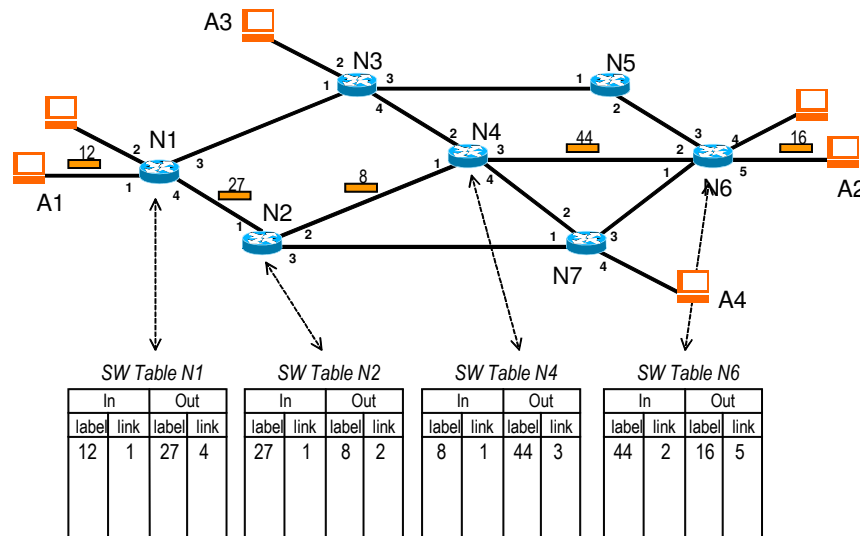 A3
2
N3
3
1
4
N5
1
2
N1
12
2
3
1
4
A1
27
N2
1
2
3
8
N4
2
3
1
4
44
N6
3
4
2
5
1
16
A2
N7
2
3
1
4
A4
SW Table N1
In Out
label link label link
12 1 27 4
SW Table N2
In Out
label link label link
27 1 8 2
SW Table N4
In Out
label link label link
8 1 44 3
SW Table N6
In Out
label link label link
44 2 16 5